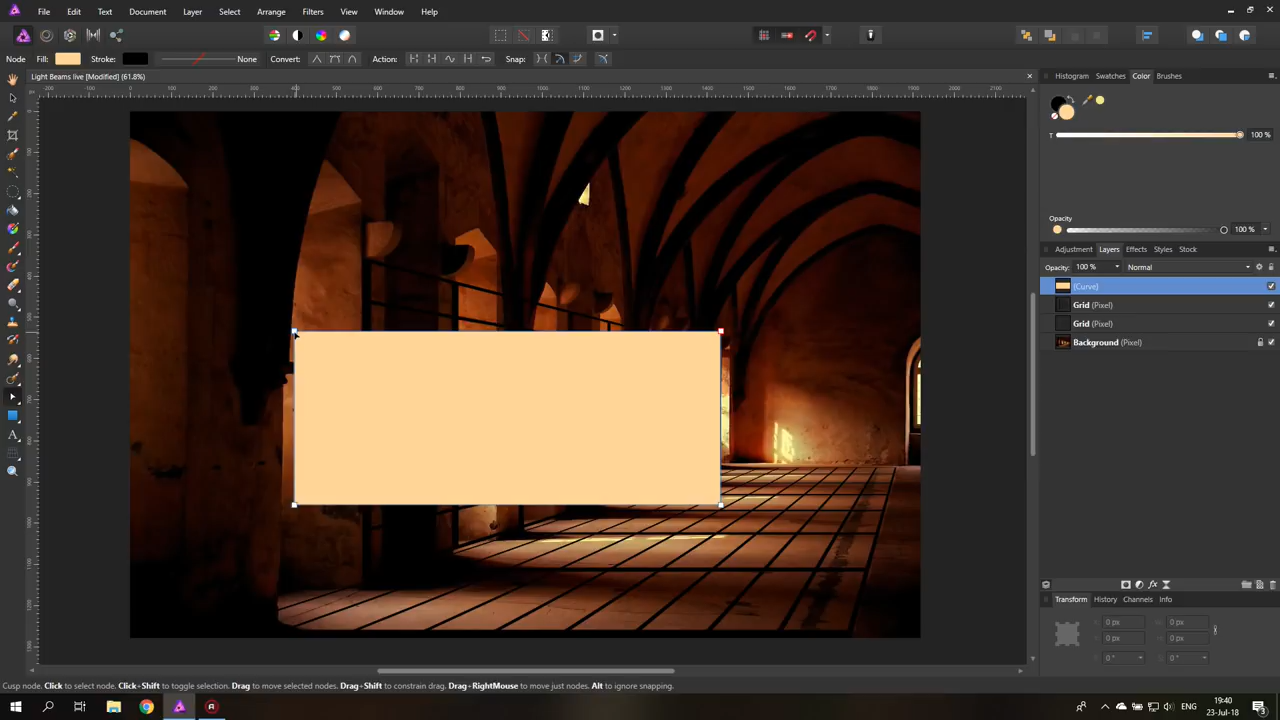 File Edit Text Document Layer Select Arrange Filters View Window Help
Node Fill: Stroke: None Convert: Action: Snap:
Light Beams live [Modified] (61.8%)
Histogram Swatches Color Brushes
T 100 %
Opacity
100 %
Adjustment Layers Effects Styles Stock
Opacity: 100 % Normal
(Curve)
Grid (Pixel)
Grid (Pixel)
Background (Pixel)
Transform History Channels Info
X: 0 px W: 0 px
Y: 0 px H: 0 px
R: 0 ° S: 0 °
Cusp node. Click to select node. Click+Shift to toggle selection. Drag to move selected nodes. Drag+Shift to constrain drag. Drag+RightMouse to move just nodes. Alt to ignore snapping.
ENG
19:40
23-Jul-18